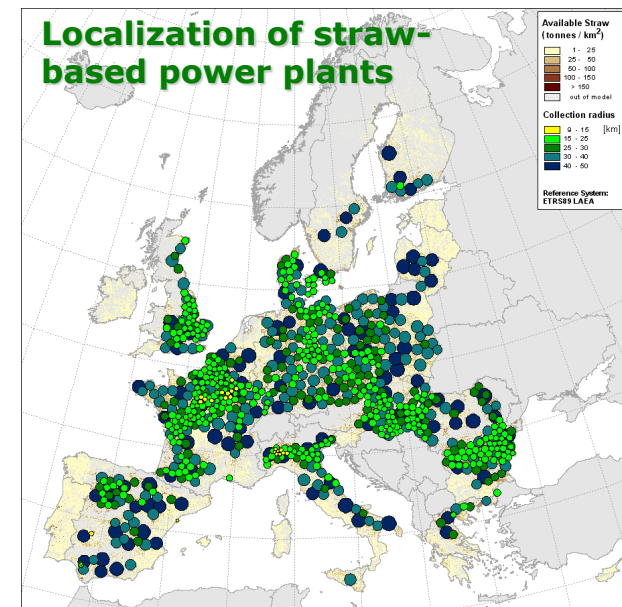 Localization of straw-
based power plants
Available Straw
(tonnes / km2)
1 - 25
25 - 50
50 - 100
100 - 150
> 150
out of model
Collection radius
9 - 15 [km]
15 - 25
25 - 30
30 - 40
40 - 50
Reference System:
ETRS89 LAEA